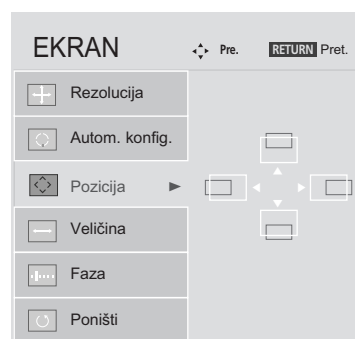 EKRAN Pre. RETURN Pret.
Rezolucija
Autom. konfig.
Pozicija
Veličina
Faza
Poništi